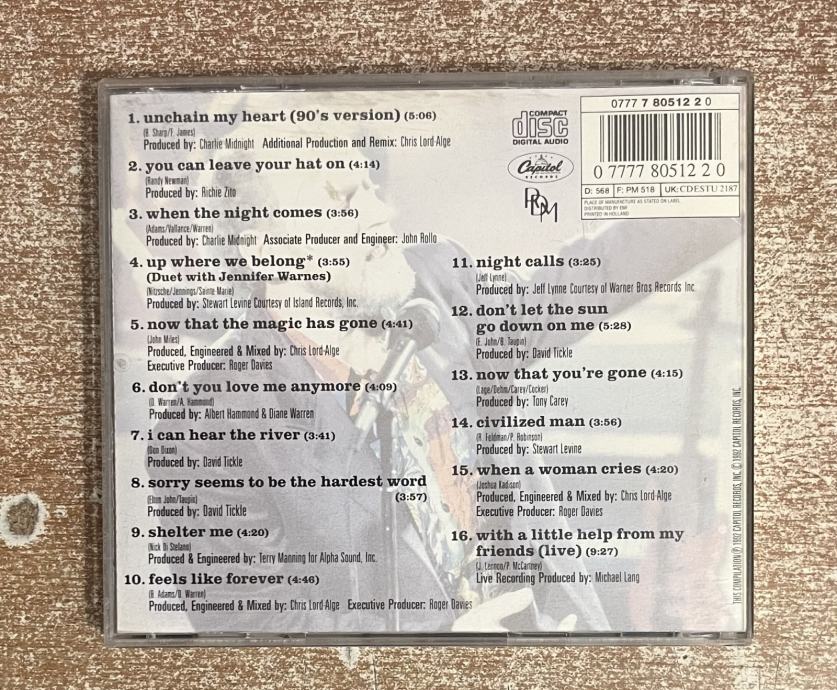 1. unchain my heart (90's version) (5:06)
(B. Sharp/F. James)
Produced by: Charlie Midnight Additional Production and Remix: Chris Lord-Alge
2. you can leave your hat on (4:14)
(Randy Newman)
Produced by: Richie Zito
3. when the night comes (3:56)
(Adams/Vallance/Warren)
Produced by: Charlie Midnight Associate Producer and Engineer: John Rollo
4. up where we belong* (3:55)
(Duet with Jennifer Warnes)
(Nitzsche/Jennings/Sainte Marie)
Produced by: Stewart Levine Courtesy of Island Records, Inc.
5. now that the magic has gone (4:41)
(John Miles)
Produced, Engineered & Mixed by: Chris Lord-Alge
Executive Producer: Roger Davies
6. don't you love me anymore (4:09)
(D. Warren/A. Hammond)
Produced by: Albert Hammond & Diane Warren
7. i can hear the river (3:41)
(Don Dixon)
Produced by: David Tickle
8. sorry seems to be the hardest word
(3:57)
(Elton John/Taupin)
Produced by: David Tickle
9. shelter me (4:20)
(Nick Di Stefano)
Produced & Engineered by: Terry Manning for Alpha Sound, Inc.
10. feels like forever (4:46)
(B. Adams/D. Warren)
Produced, Engineered & Mixed by: Chris Lord-Alge Executive Producer: Roger Davies
COMPACT
disc
DIGITAL AUDIO
Capitol
RECORDS
PDM
0777 7 80512 2 0
0 7777 80512 2 0
D: 568 F: PM 518 UK: CDESTU 2187
PLACE OF MANUFACTURE AS STATED ON LABEL
DISTRIBUTED BY EMI
PRINTED IN HOLLAND
11. night calls (3:25)
(Jeff Lynne)
Produced by: Jeff Lynne Courtesy of Warner Bros Records Inc.
12. don't let the sun
go down on me (5:28)
(E. John/B. Taupin)
Produced by: David Tickle
13. now that you're gone (4:15)
(Lage/Dehm/Carey/Cocker)
Produced by: Tony Carey
14. civilized man (3:56)
(R. Feldman/P. Robinson)
Produced by: Stewart Levine
15. when a woman cries (4:20)
(Joshua Kadison)
Produced, Engineered & Mixed by: Chris Lord-Alge
Executive Producer: Roger Davies
16. with a little help from my
friends (live) (9:27)
(J. Lennon/P. McCartney)
Live Recording Produced by: Michael Lang
THIS COMPILATION ℗ 1992 CAPITOL RECORDS, INC. © 1992 CAPITOL RECORDS, INC.